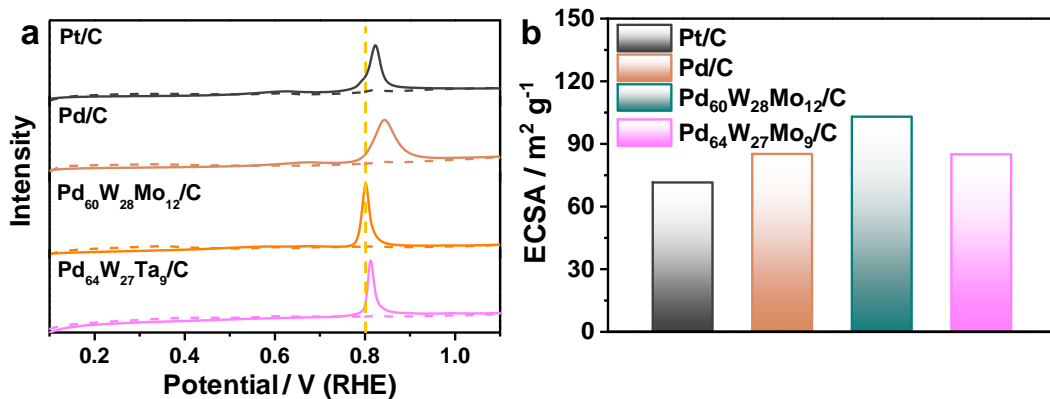 a
Pt/C
Pd/C
Pd60W28Mo12/C
Pd64W27Ta9/C
Intensity
0.2 0.4 0.6 0.8 1.0
Potential / V (RHE)
b
150
120
90
60
30
0
ECSA / m2 g-1
Pt/C
Pd/C
Pd60W28Mo12/C
Pd64W27Mo9/C